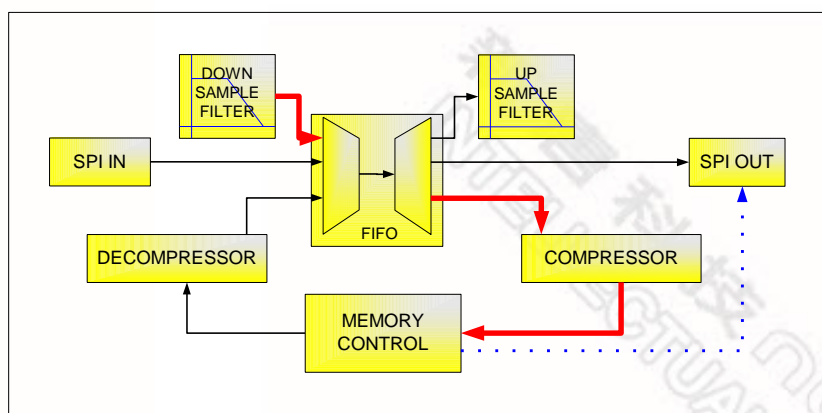 DOWN
SAMPLE
FILTER
UP
SAMPLE
FILTER
SPI IN
SPI OUT
FIFO
DECOMPRESSOR
COMPRESSOR
MEMORY
CONTROL